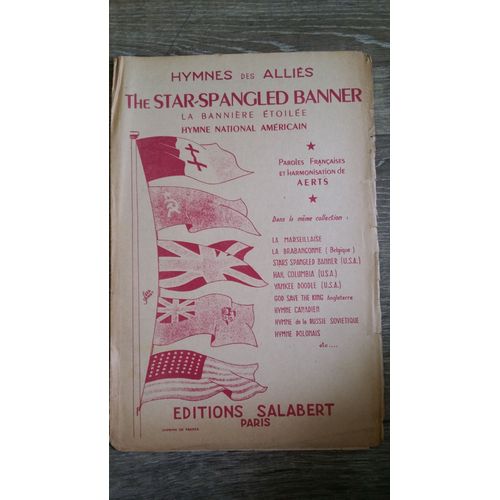 HYMNES DES ALLIÉS
THE STAR-SPANGLED BANNER
LA BANNIÈRE ÉTOILÉE
HYMNE NATIONAL AMÉRICAIN
PAROLES FRANÇAISES
ET HARMONISATION DE
AERTS
Dans la même collection :
LA MARSEILLAISE
LA BRABANÇONNE (Belgique)
STARS SPANGLED BANNER (U.S.A.)
HAIL COLUMBIA (U.S.A.)
YANKEE DOODLE (U.S.A.)
GOD SAVE THE KING Angleterre
HYMNE CANADIEN
HYMNE de la RUSSIE SOVIETIQUE
HYMNE POLONAIS
etc....
EDITIONS SALABERT
PARIS